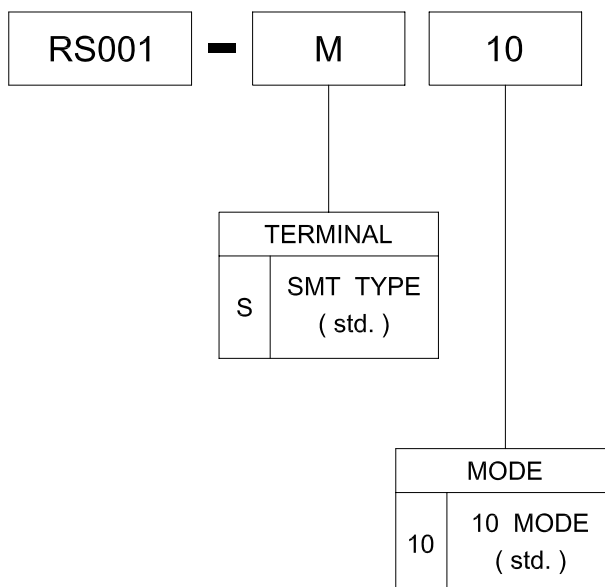 RS001 - M 10
TERMINAL
S SMT TYPE
( std. )
MODE
10 10 MODE
( std. )